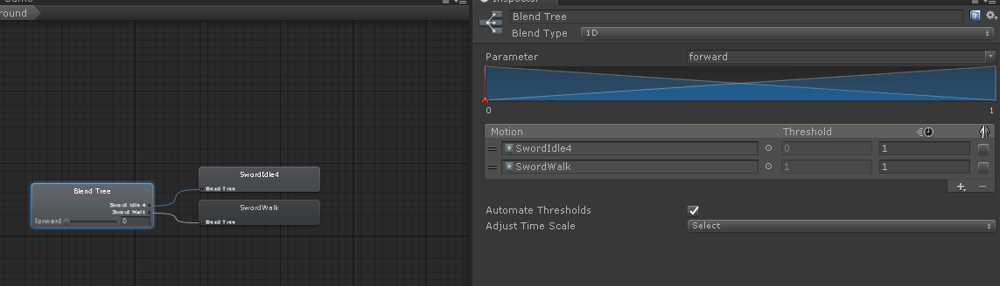 Game
Inspector
round
Blend Tree
Blend Type
1D
Parameter
forward
0
1
Motion
Threshold
SwordIdle4
0
1
SwordWalk
1
1
Automate Thresholds
Adjust Time Scale
Select
SwordIdle4
Blend Tree
Blend Tree
Sword Idle 4
Sword Walk
forward
0
SwordWalk
Blend Tree